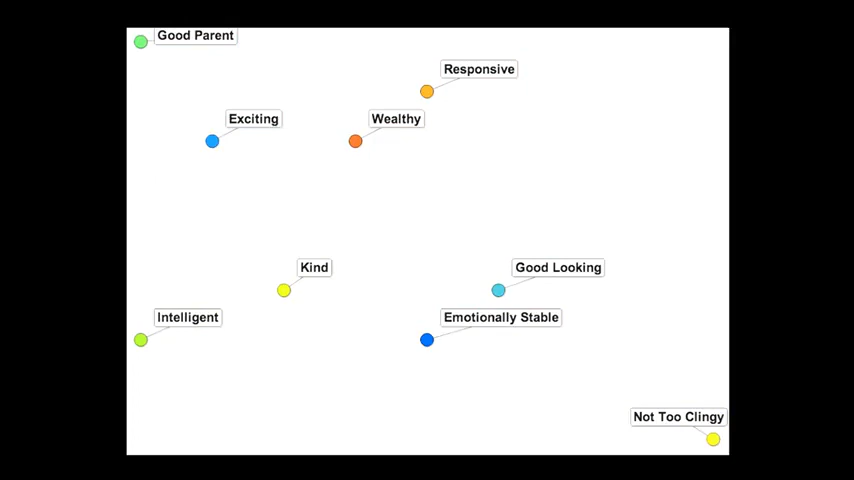 Good Parent
Responsive
Exciting
Wealthy
Kind
Good Looking
Intelligent
Emotionally Stable
Not Too Clingy